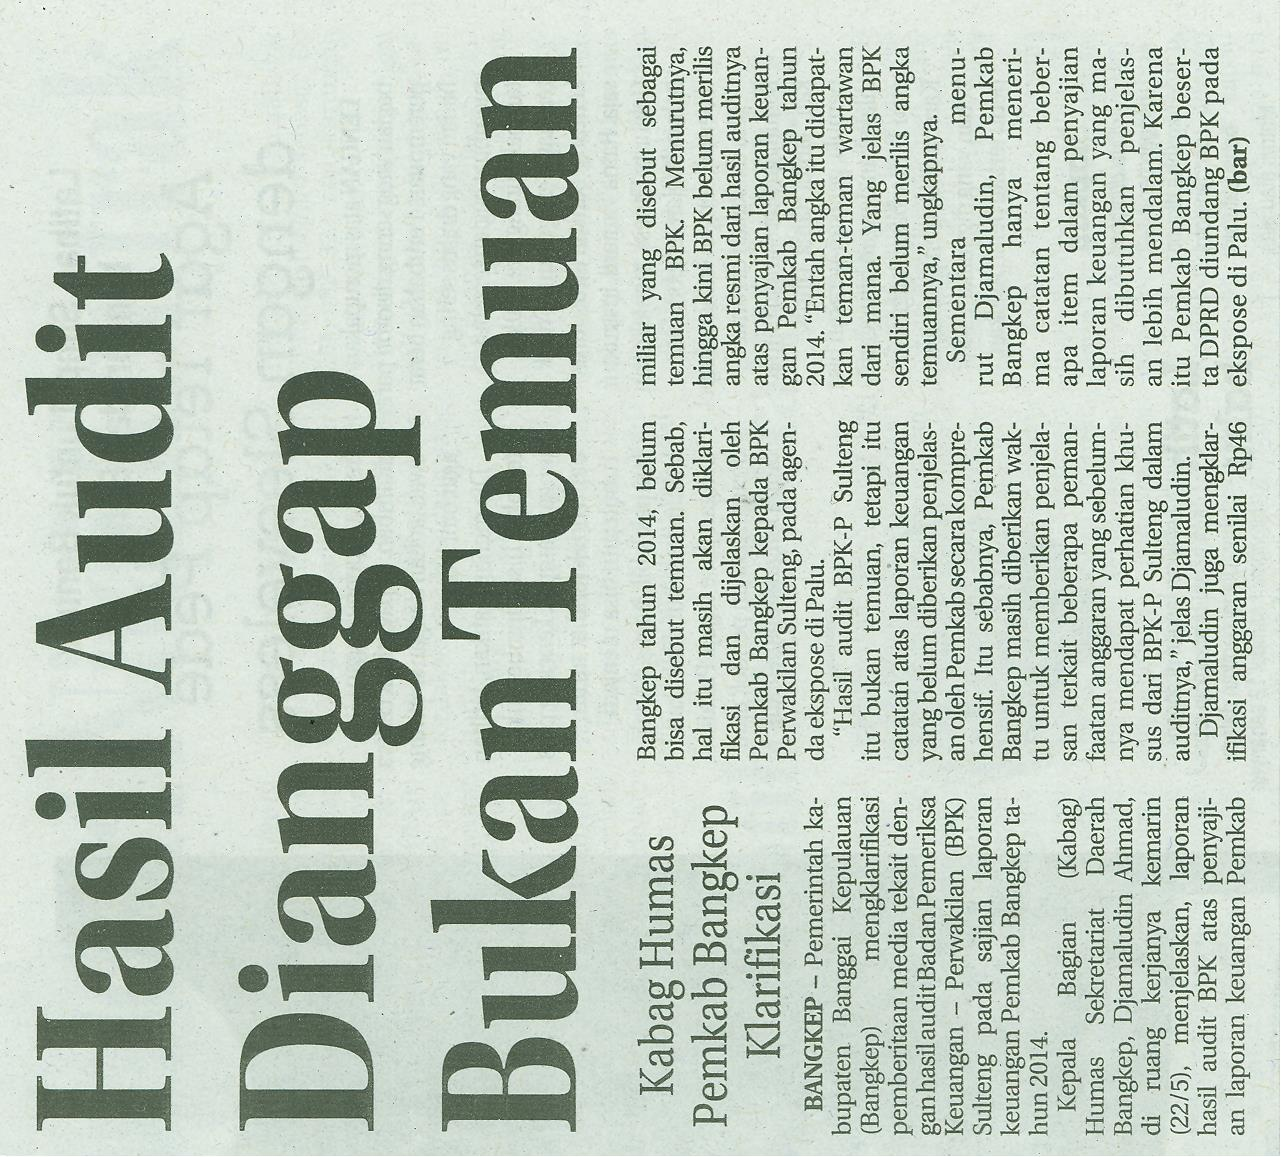 Hasil Audit
Dianggap
Bukan Temuan
Kabag Humas
Pemkab Bangkep
Klarifikasi
BANGKEP – Pemerintah ka-
bupaten Banggai Kepulauan
(Bangkep) mengklarifikasi
pemberitaan media tekait den-
gan hasil audit Badan Pemeriksa
Keuangan – Perwakilan (BPK)
Sulteng pada sajian laporan
keuangan Pemkab Bangkep ta-
hun 2014.
Kepala Bagian (Kabag)
Humas Sekretariat Daerah
Bangkep, Djamaludin Ahmad,
di ruang kerjanya kemarin
(22/5), menjelaskan, laporan
hasil audit BPK atas penyaji-
an laporan keuangan Pemkab
Bangkep tahun 2014, belum
bisa disebut temuan. Sebab,
hal itu masih akan diklari-
fikasi dan dijelaskan oleh
Pemkab Bangkep kepada BPK
Perwakilan Sulteng, pada agen-
da ekspose di Palu.
“Hasil audit BPK-P Sulteng
itu bukan temuan, tetapi itu
catatan atas laporan keuangan
yang belum diberikan penjelas-
an oleh Pemkab secara kompre-
hensif. Itu sebabnya, Pemkab
Bangkep masih diberikan wak-
tu untuk memberikan penjela-
san terkait beberapa peman-
faatan anggaran yang sebelum-
nya mendapat perhatian khu-
sus dari BPK-P Sulteng dalam
auditnya,” jelas Djamaludin.
Djamaludin juga mengklar-
ifikasi anggaran senilai Rp46
miliar yang disebut sebagai
temuan BPK. Menurutnya,
hingga kini BPK belum merilis
angka resmi dari hasil auditnya
atas penyajian laporan keuan-
gan Pemkab Bangkep tahun
2014. “Entah angka itu didapat-
kan teman-teman wartawan
dari mana. Yang jelas BPK
sendiri belum merilis angka
temuannya,” ungkapnya.
Sementara menu-
rut Djamaludin, Pemkab
Bangkep hanya meneri-
ma catatan tentang beber-
apa item dalam penyajian
laporan keuangan yang ma-
sih dibutuhkan penjelas-
an lebih mendalam. Karena
itu Pemkab Bangkep beser-
ta DPRD diundang BPK pada
ekspose di Palu. (bar)